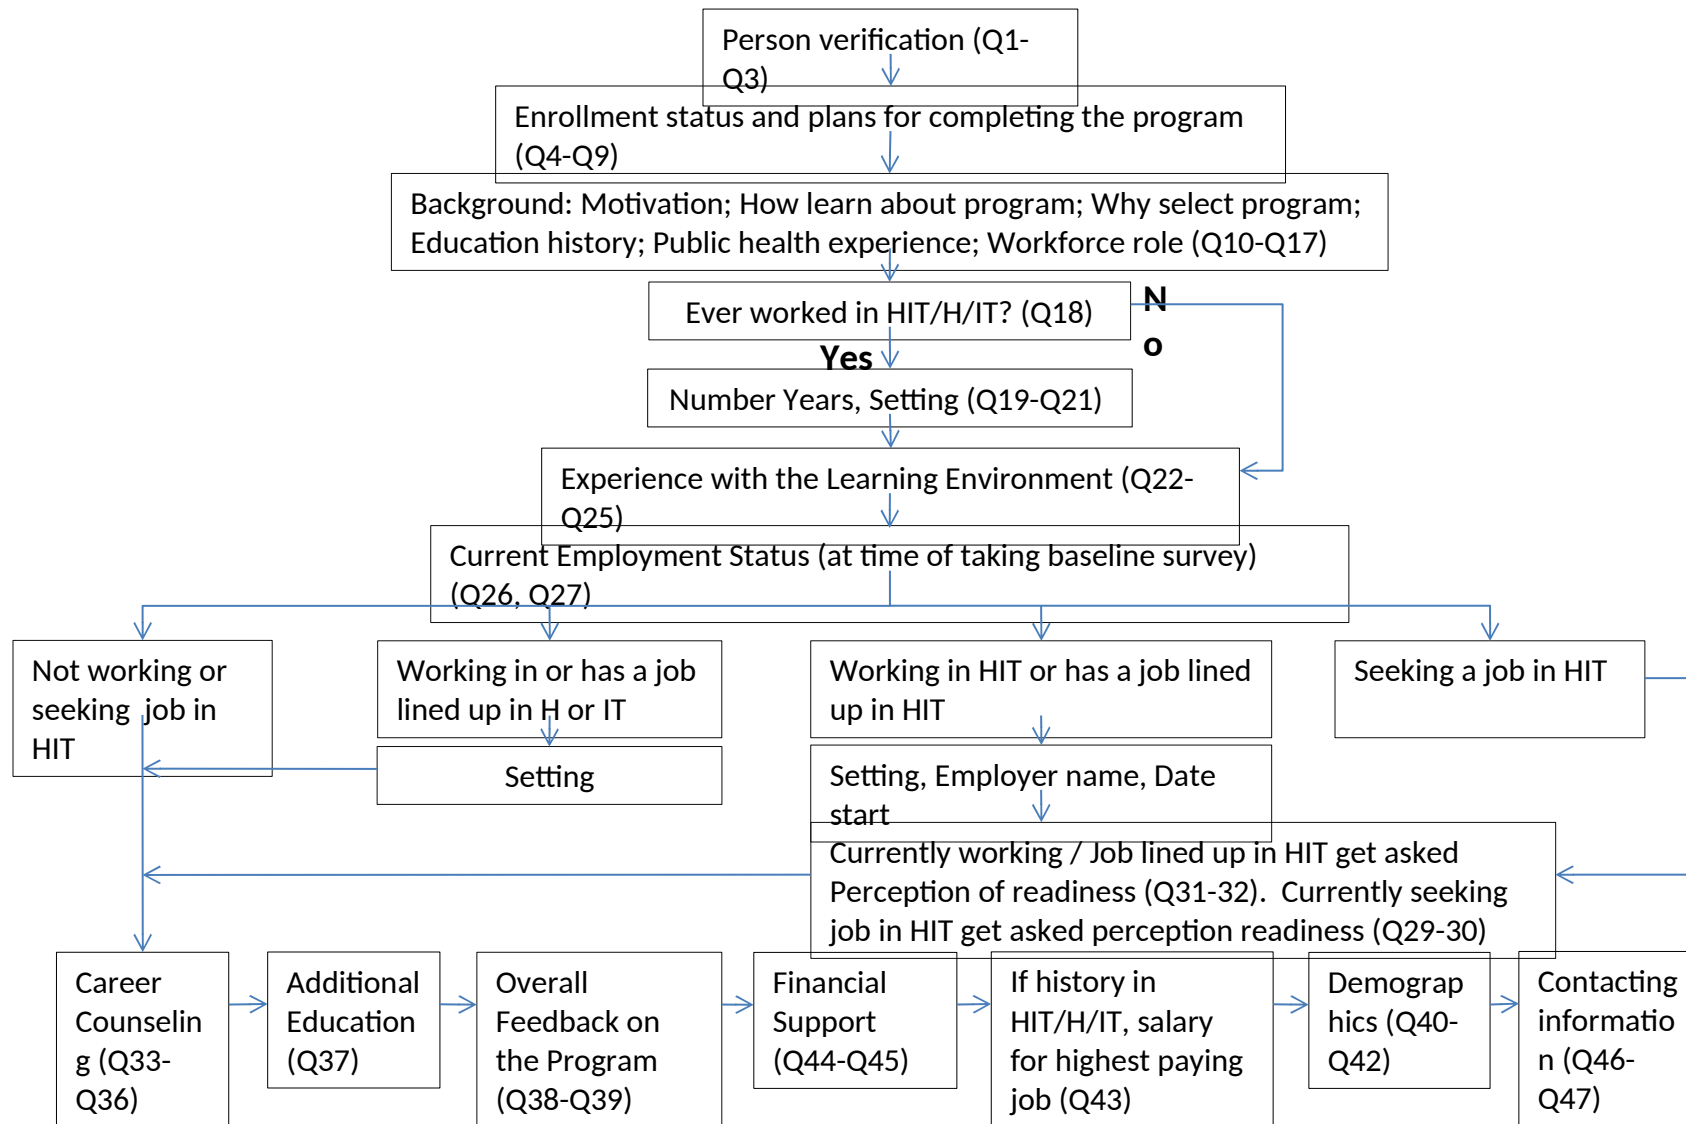 Person verification (Q1-
Q3)
Enrollment status and plans for completing the program
(Q4-Q9)
Background: Motivation; How learn about program; Why select program;
Education history; Public health experience; Workforce role (Q10-Q17)
Ever worked in HIT/H/IT? (Q18)
N
o
Yes
Number Years, Setting (Q19-Q21)
Experience with the Learning Environment (Q22-
Q25)
Current Employment Status (at time of taking baseline survey)
(Q26, Q27)
Not working or
seeking  job in
HIT
Working in or has a job
lined up in H or IT
Working in HIT or has a job lined
up in HIT
Seeking a job in HIT
Setting
Setting, Employer name, Date
start
Currently working / Job lined up in HIT get asked
Perception of readiness (Q31-32).  Currently seeking
job in HIT get asked perception readiness (Q29-30)
Career
Counselin
g (Q33-
Q36)
Additional
Education
(Q37)
Overall
Feedback on
the Program
(Q38-Q39)
Financial
Support
(Q44-Q45)
If history in
HIT/H/IT, salary
for highest paying
job (Q43)
Demograp
hics (Q40-
Q42)
Contacting
informatio
n (Q46-
Q47)